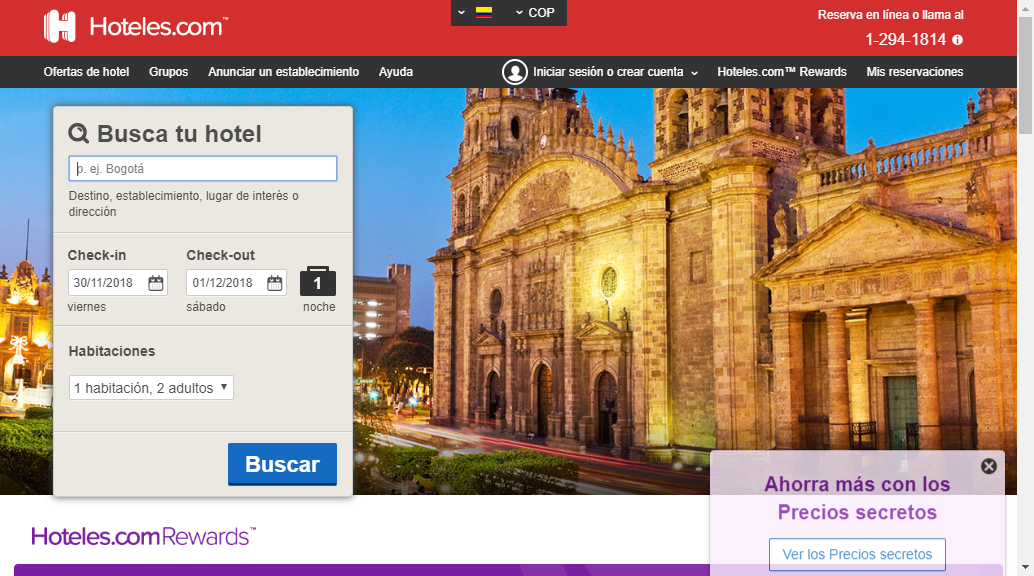 Hoteles.com™
COP
Reserva en línea o llama al
1-294-1814
Ofertas de hotel Grupos Anunciar un establecimiento Ayuda Iniciar sesión o crear cuenta Hoteles.com™ Rewards Mis reservaciones
Busca tu hotel
p. ej. Bogotá
Destino, establecimiento, lugar de interés o
dirección
Check-in Check-out
30/11/2018 01/12/2018 1
viernes sábado noche
Habitaciones
1 habitación, 2 adultos
Buscar
Ahorra más con los
Precios secretos
Ver los Precios secretos
Hoteles.com Rewards™